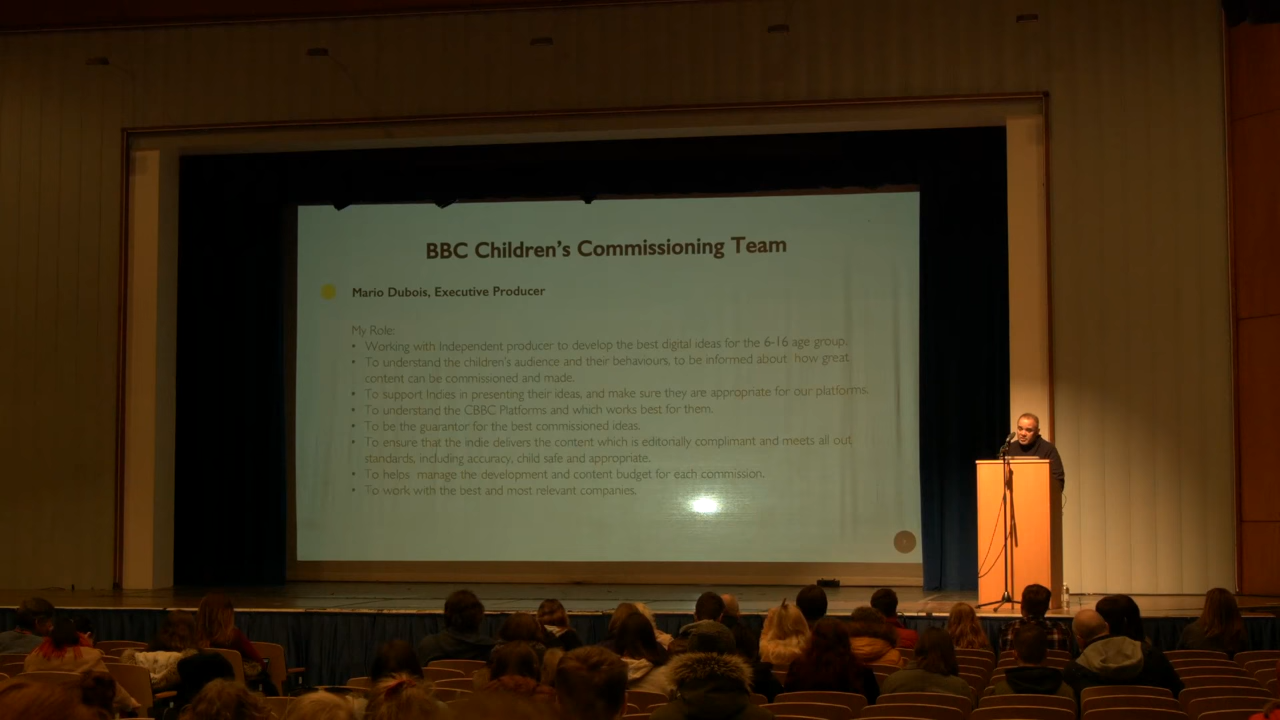 BBC Children's Commissioning Team
Mario Dubois, Executive Producer
My Role:
• Working with Independent producer to develop the best digital ideas for the 6-16 age group.
• To understand the children's audience and their behaviours, to be informed about how great
content can be commissioned and made.
• To support Indies in presenting their ideas, and make sure they are appropriate for our platforms.
• To understand the CBBC Platforms and which works best for them.
• To be the guarantor for the best commissioned ideas.
• To ensure that the indie delivers the content which is editorially complimant and meets all out
standards, including accuracy, child safe and appropriate.
• To helps manage the development and content budget for each commission.
• To work with the best and most relevant companies.